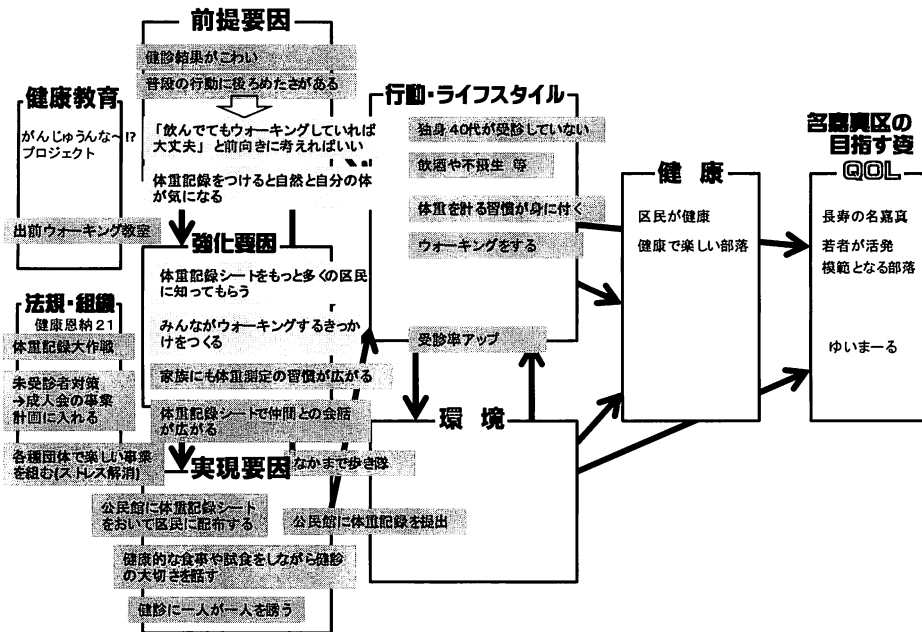 前提要因
健診結果がこわい
普段の行動に後ろめたさがある
「飲んでてもウォーキングしていれば
大丈夫」と前向きに考えればいい
体重記録をつけると自然と自分の体
が気になる
健康教育
がんじゅうんな～!?
プロジェクト
出前ウォーキング教室
強化要因
体重記録シートをもっと多くの区民
に知ってもらう
みんながウォーキングするきっか
けをつくる
家族にも体重測定の習慣が広がる
体重記録シートで仲間との会話
が広がる
法規・組織
健康恩納21
体重記録大作戦
未受診者対策
→成人会の事業
計画に入れる
各種団体で楽しい事業
を組む(ストレス解消)
実現要因
なかまで歩き隊
公民館に体重記録シート
をおいて区民に配布する
公民館に体重記録を提出
健康的な食事や試食をしながら健診
の大切さを話す
健診に一人が一人を誘う
行動・ライフスタイル
独身40代が受診していない
飲酒や不摂生 等
体重を計る習慣が身に付く
ウォーキングをする
受診率アップ
環境
健康
区民が健康
健康で楽しい部落
名嘉真区の
目指す姿
QOL
長寿の名嘉真
若者が活発
模範となる部落
ゆいまーる